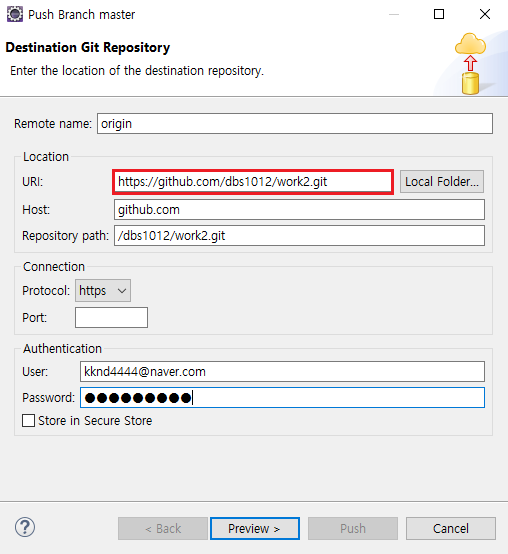 Push Branch master
Destination Git Repository
Enter the location of the destination repository.
Remote name: origin
Location
URI: https://github.com/dbs1012/work2.git Local Folder...
Host: github.com
Repository path: /dbs1012/work2.git
Connection
Protocol: https
Port:
Authentication
User: kknd4444@naver.com
Password: ●●●●●●●●●
Store in Secure Store
? < Back Preview > Push Cancel